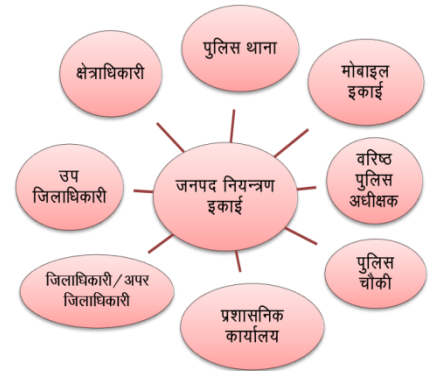 पुलिस थाना
मोबाइल
इकाई
वरिष्ठ
पुलिस
अधीक्षक
पुलिस
चौकी
प्रशासनिक
कार्यालय
जिलाधिकारी/अपर
जिलाधिकारी
उप
जिलाधिकारी
क्षेत्राधिकारी
जनपद नियन्त्रण
इकाई